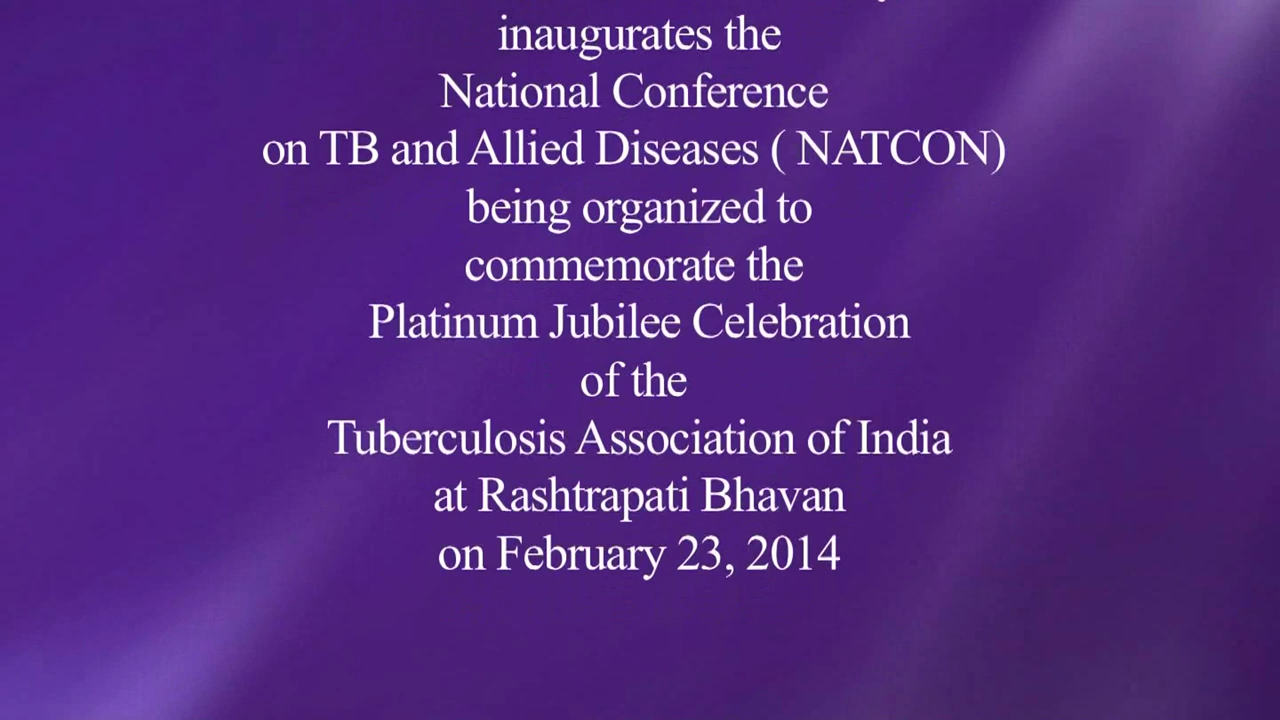 inaugurates the
National Conference
on TB and Allied Diseases ( NATCON)
being organized to
commemorate the
Platinum Jubilee Celebration
of the
Tuberculosis Association of India
at Rashtrapati Bhavan
on February 23, 2014